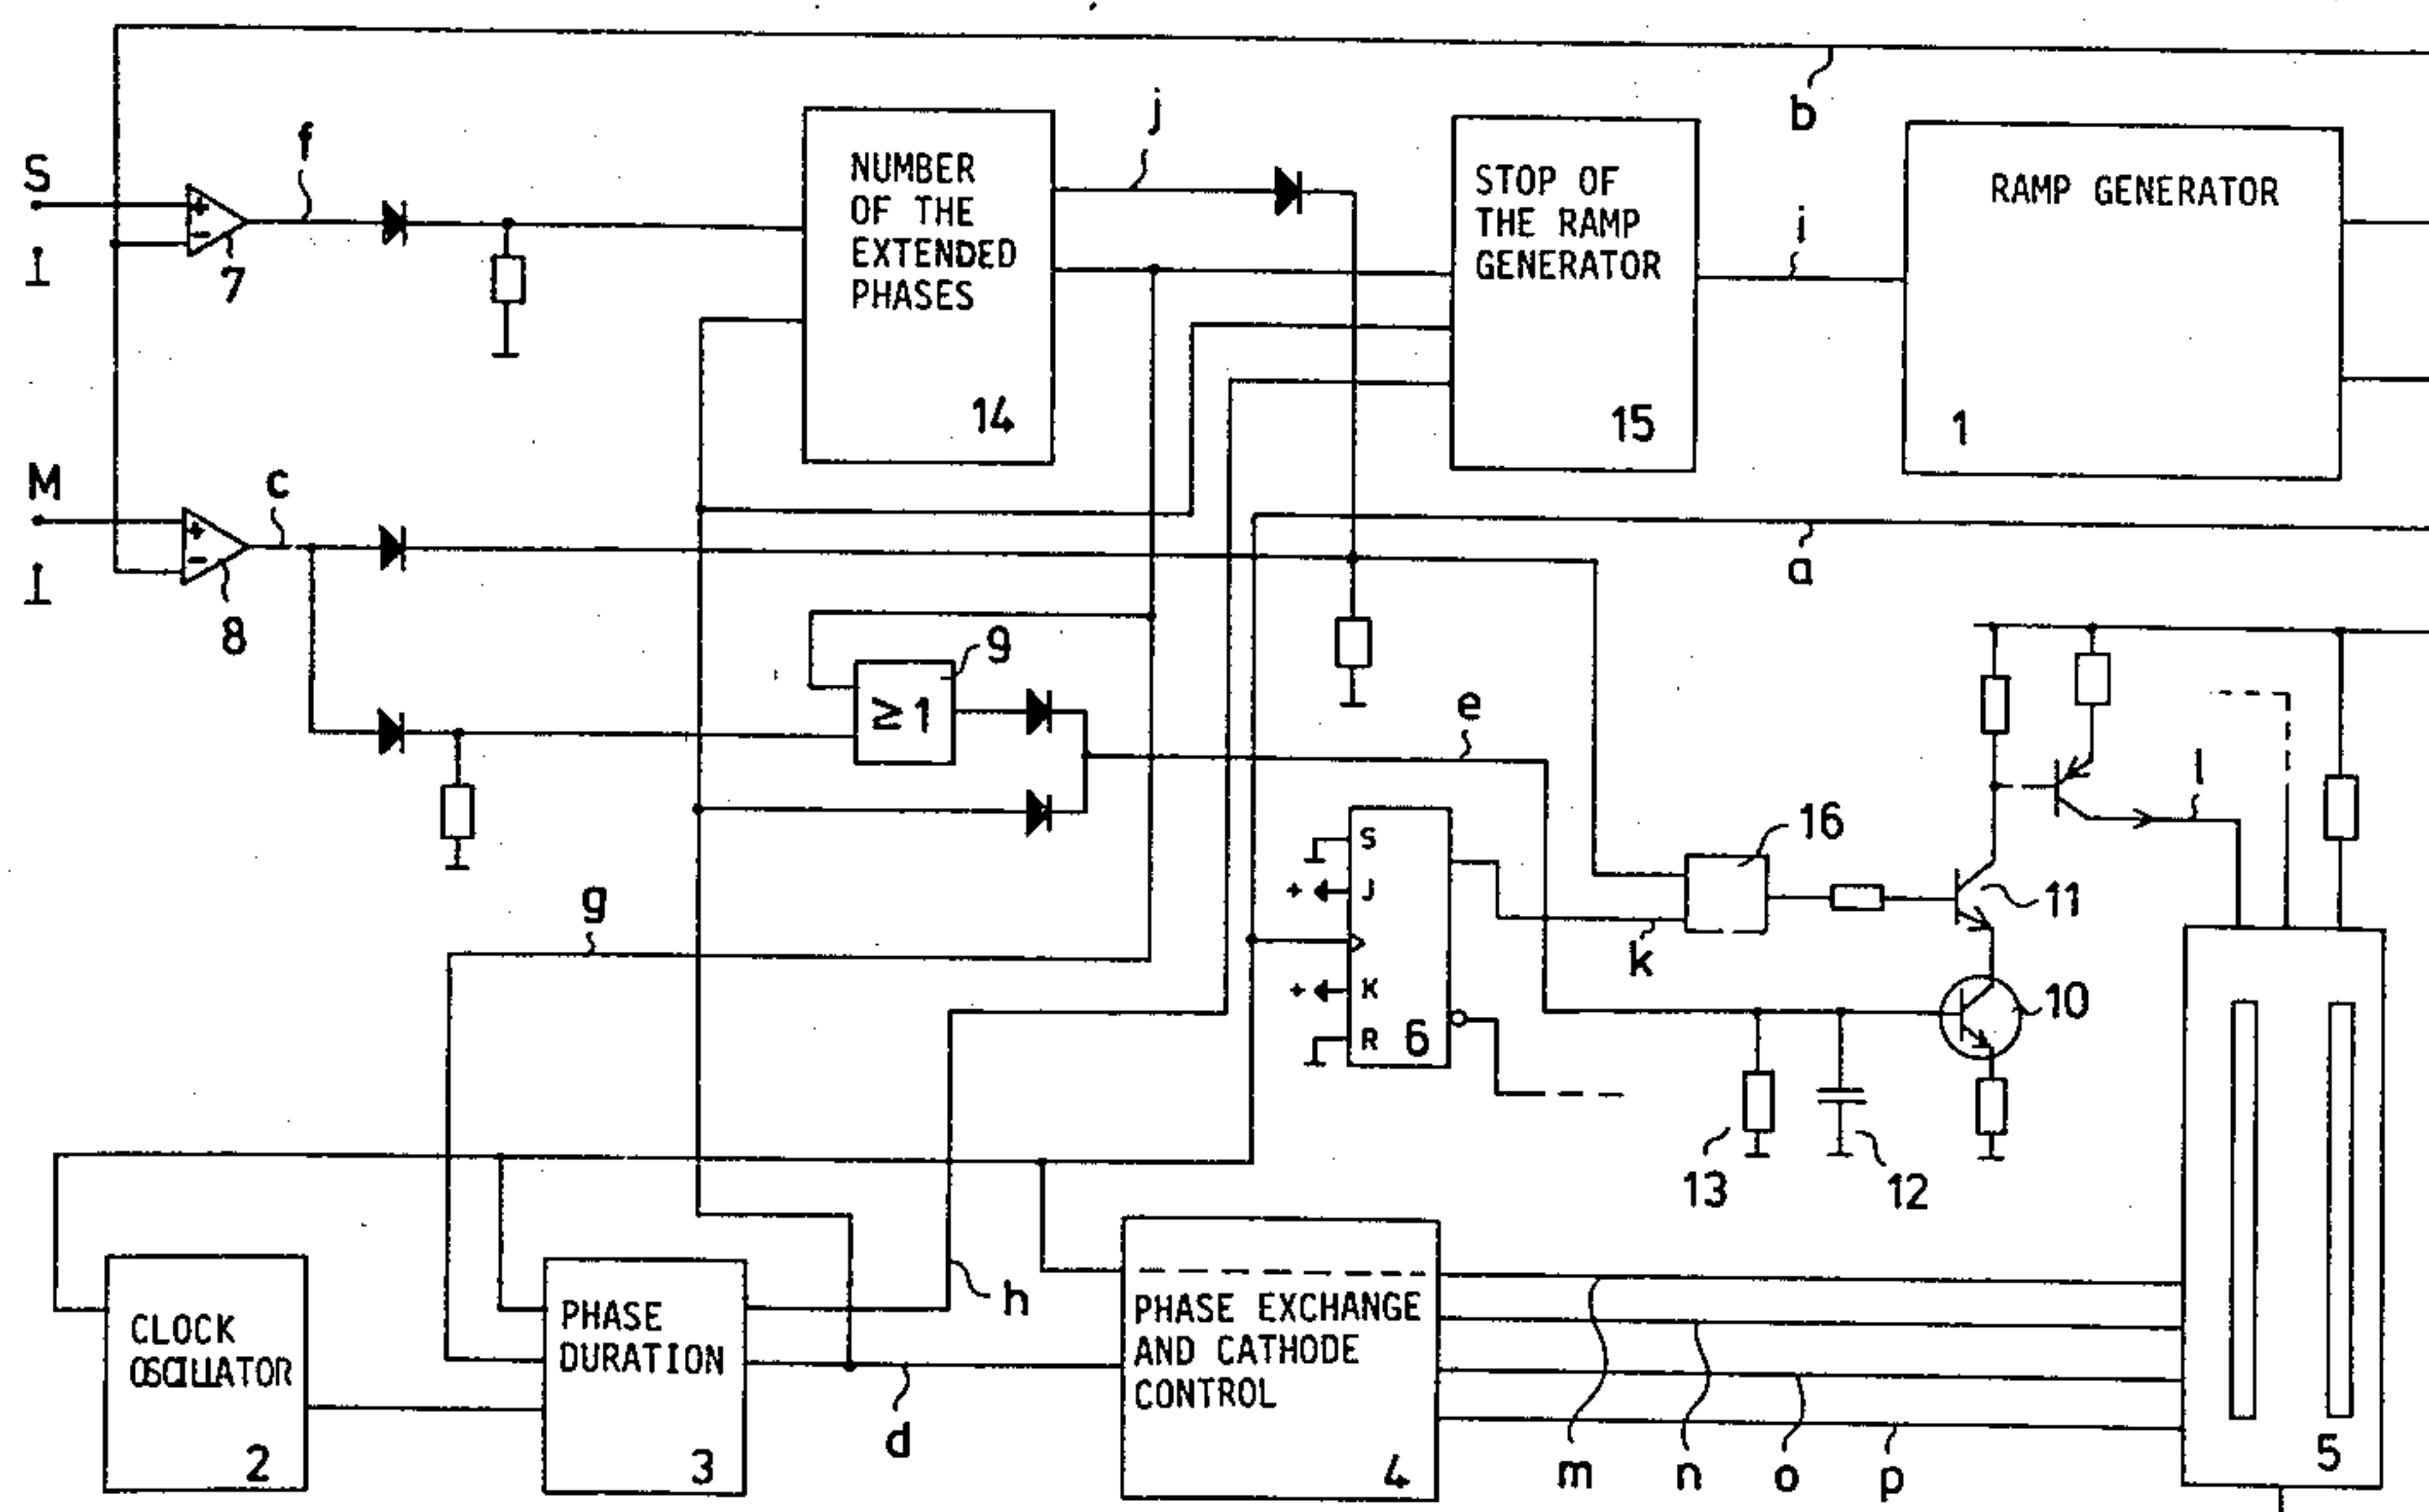 b
j
f
S
+
-
7
NUMBER
OF THE
EXTENDED
PHASES
14
STOP OF
THE RAMP
GENERATOR
15
i
RAMP GENERATOR
1
M
c
+
-
8
a
9
≥1
e
l
16
S
J
K
R
6
+
+
k
11
10
g
13
12
h
CLOCK
OSCILLATOR
2
PHASE
DURATION
3
d
PHASE EXCHANGE
AND CATHODE
CONTROL
4
m
n
o
p
5